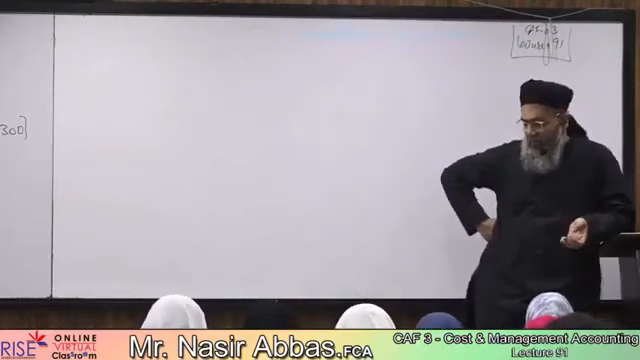 CAF-03
Lecture # 91
300)
RISE
ONLINE
VIRTUAL
Classroom
Mr. Nasir Abbas.FCA
CAF 3 - Cost & Management Accounting
Lecture 91